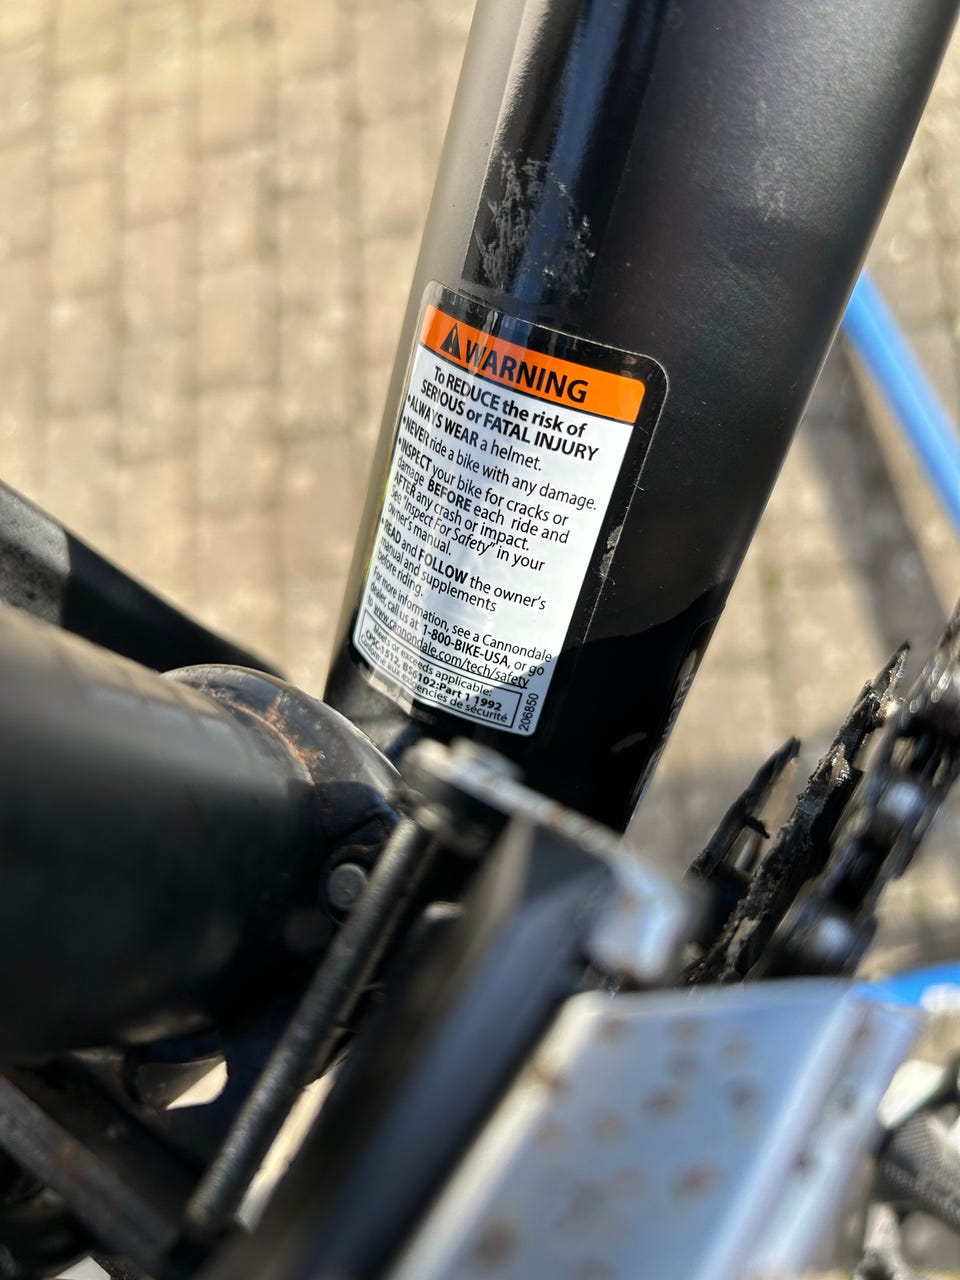 WARNING
To REDUCE the risk of
SERIOUS or FATAL INJURY
•ALWAYS WEAR a helmet.
•NEVER ride a bike with any damage.
•INSPECT your bike for cracks or
damage BEFORE each ride and
AFTER any crash or impact.
See "Inspect For Safety" in your
owner's manual.
•READ and FOLLOW the owner's
manual and supplements
before riding.
For more information, see a Cannondale
dealer, call us at 1-800-BIKE-USA, or go
to www.cannondale.com/tech/safety
Meets or exceeds applicable:
CPSC-1512, BS6102:Part 1 1992
Conforme aux exigencies de sécurité
206850